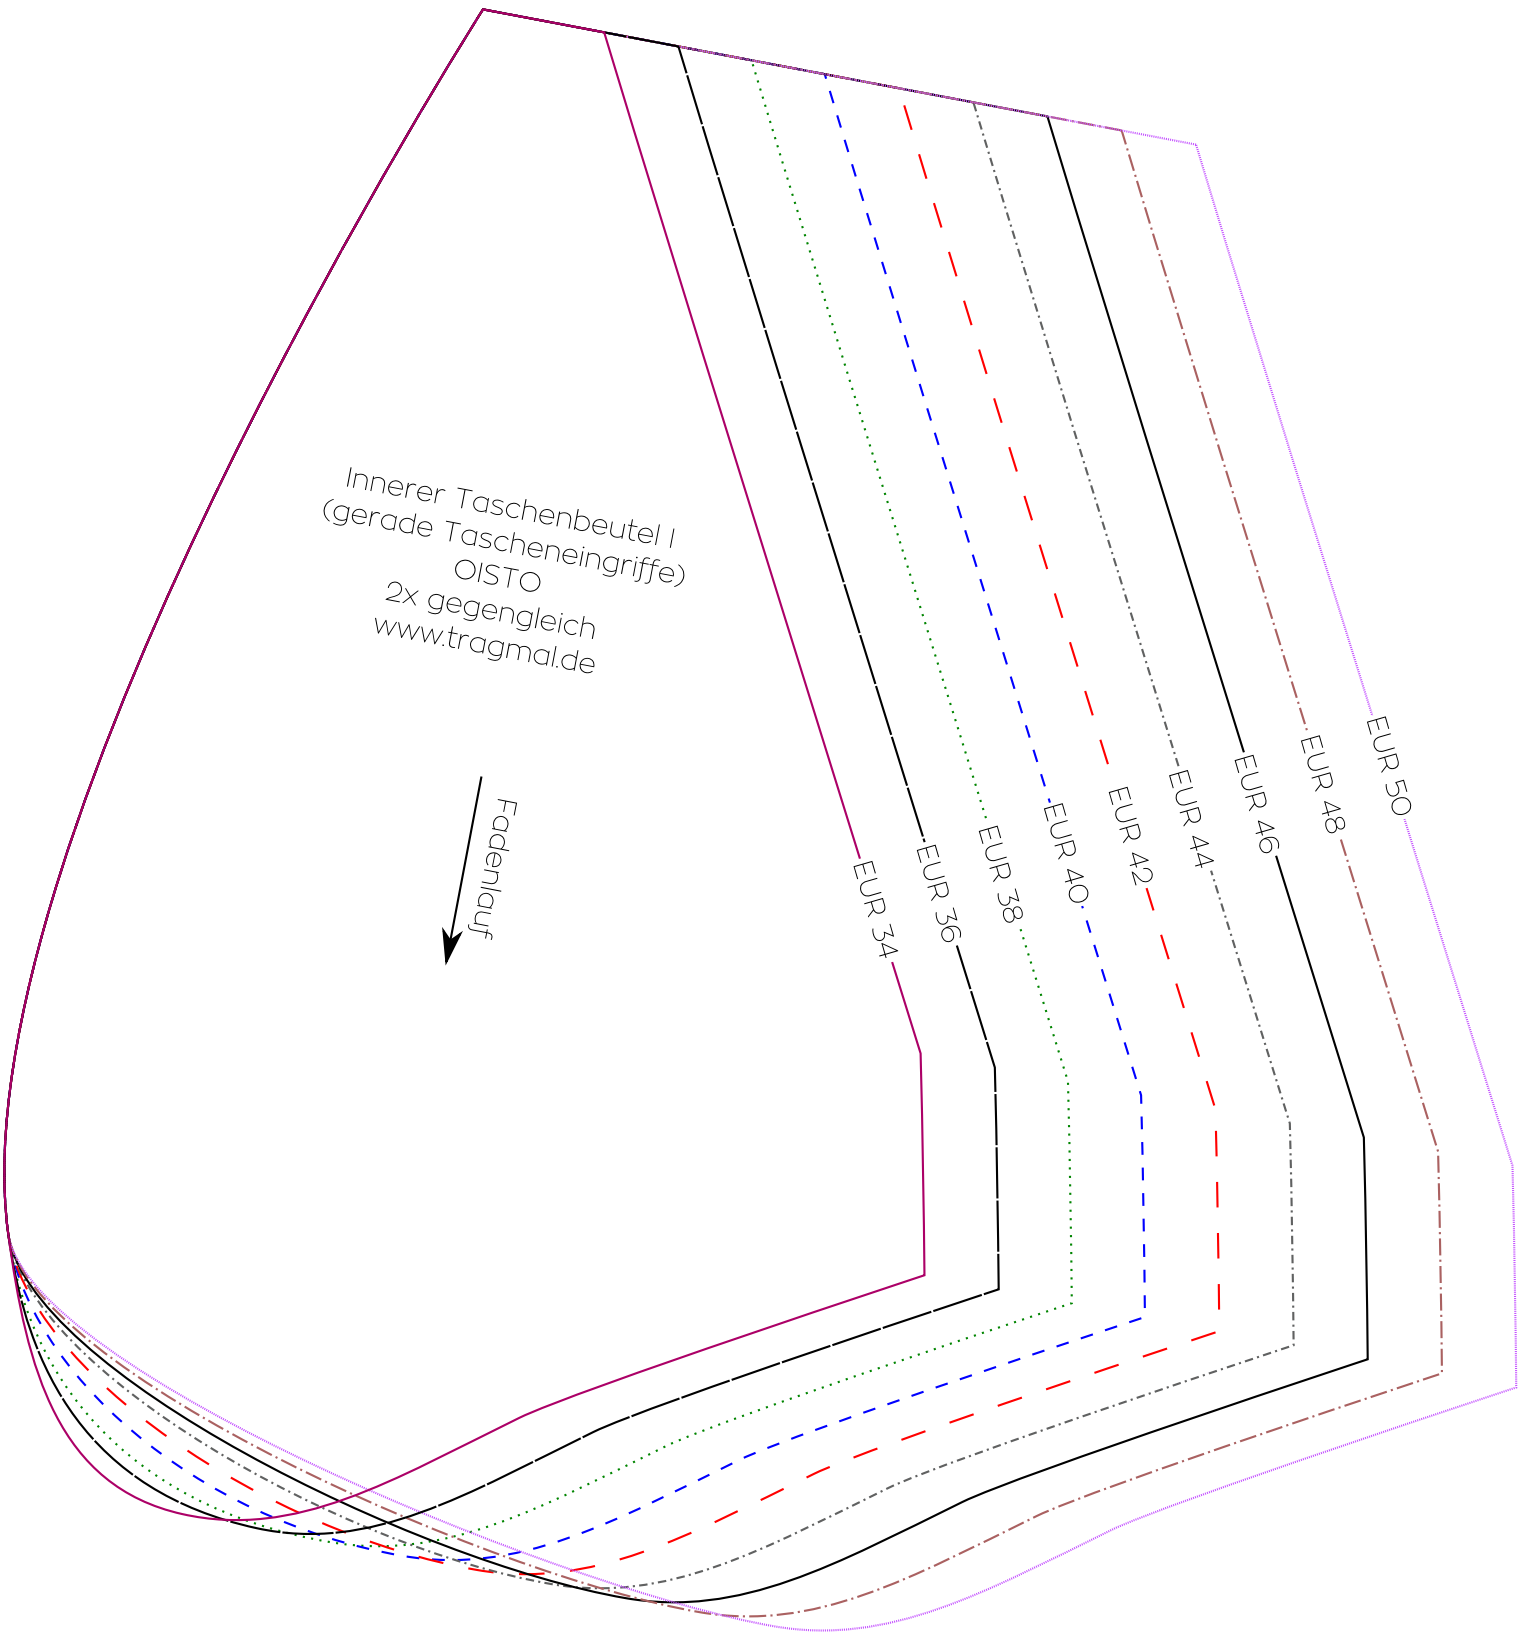 Innerer Taschenbeutel I
(gerade Tascheneingriffe)
OISTO
2x gegengleich
www.tragmal.de
Fadenlauf
EUR 34
EUR 36
EUR 38
EUR 40
EUR 42
EUR 44
EUR 46
EUR 48
EUR 50